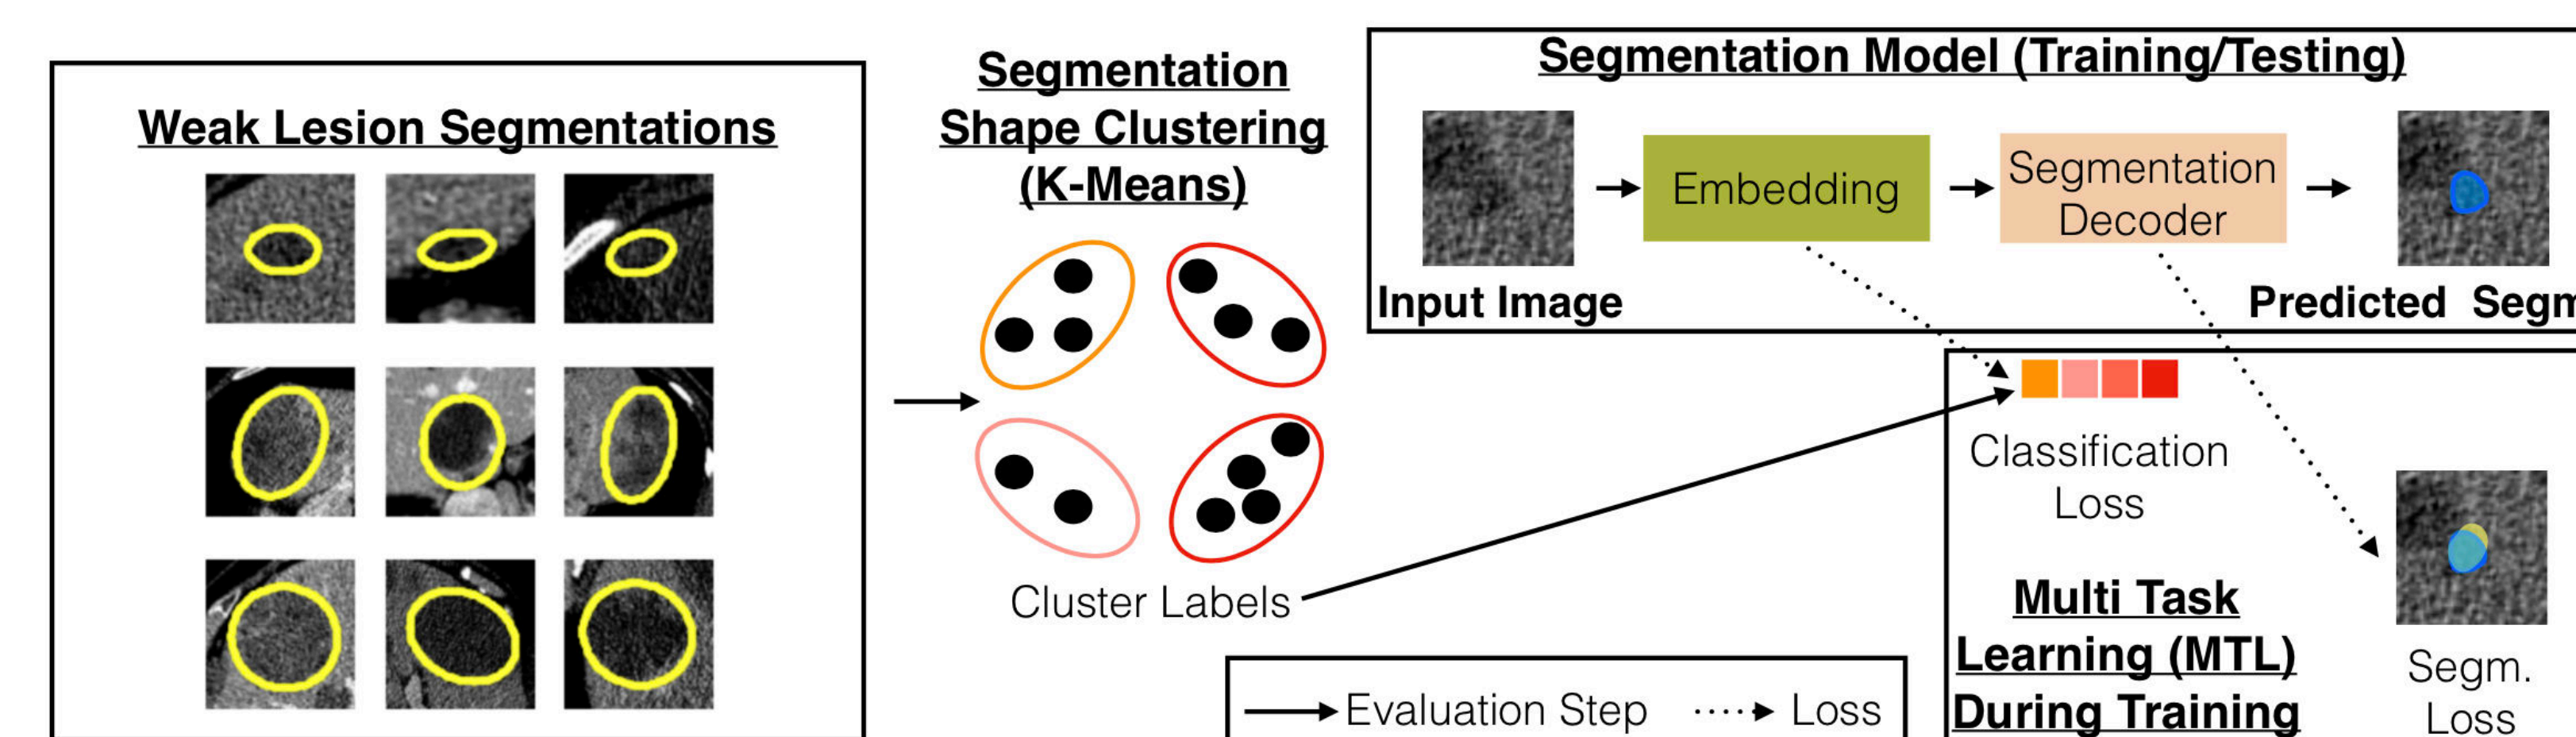 Weak Lesion Segmentations
Segmentation
Shape Clustering
(K-Means)
Cluster Labels
Segmentation Model (Training/Testing)
Embedding
Segmentation
Decoder
Input Image
Predicted Segm
Classification
Loss
Multi Task
Learning (MTL)
During Training
Segm.
Loss
Evaluation Step
Loss